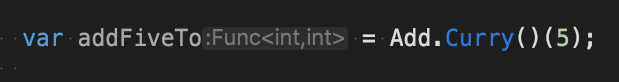 var addFiveTo:Func<int,int> = Add.Curry()(5);